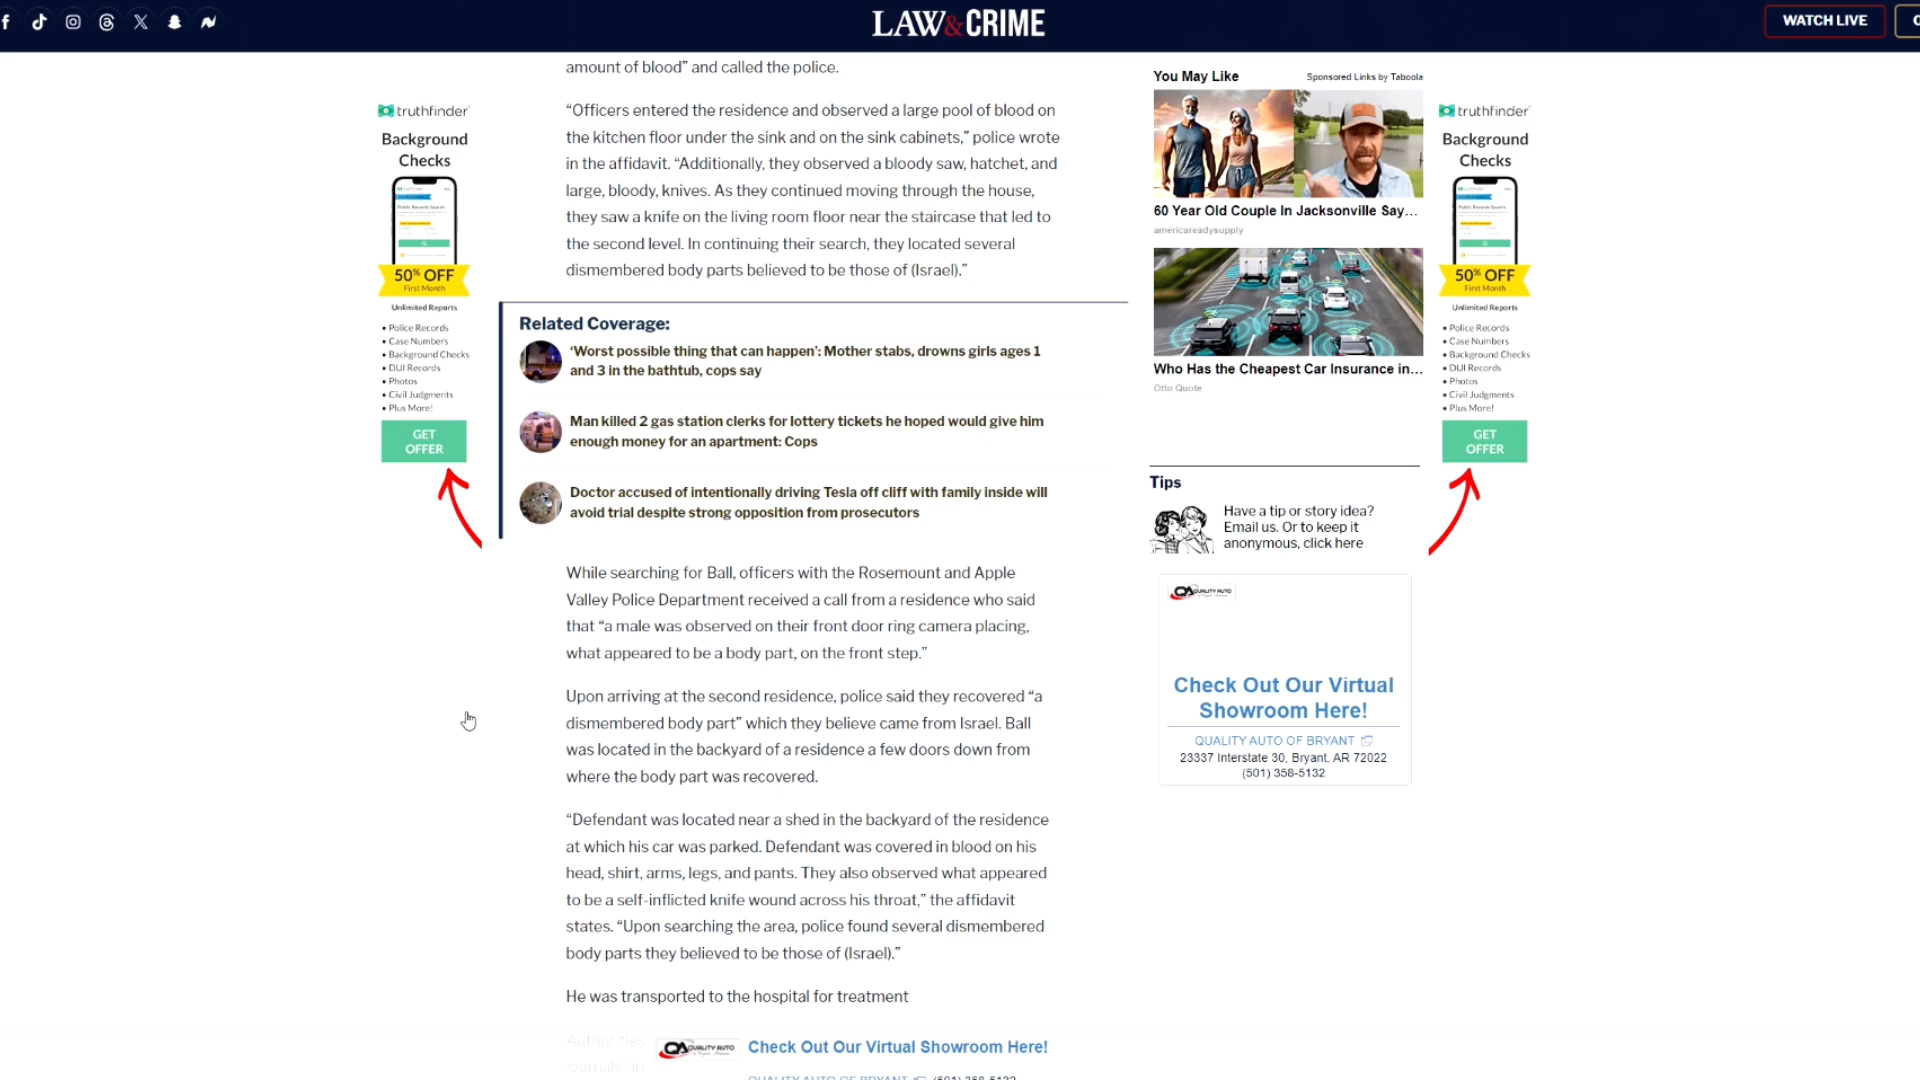 LAW&CRIME
WATCH LIVE
amount of blood” and called the police.
“Officers entered the residence and observed a large pool of blood on
the kitchen floor under the sink and on the sink cabinets,” police wrote
in the affidavit. “Additionally, they observed a bloody saw, hatchet, and
large, bloody, knives. As they continued moving through the house,
they saw a knife on the living room floor near the staircase that led to
the second level. In continuing their search, they located several
dismembered body parts believed to be those of (Israel).”
Related Coverage:
‘Worst possible thing that can happen’: Mother stabs, drowns girls ages 1
and 3 in the bathtub, cops say
Man killed 2 gas station clerks for lottery tickets he hoped would give him
enough money for an apartment: Cops
Doctor accused of intentionally driving Tesla off cliff with family inside will
avoid trial despite strong opposition from prosecutors
While searching for Ball, officers with the Rosemount and Apple
Valley Police Department received a call from a residence who said
that “a male was observed on their front door ring camera placing,
what appeared to be a body part, on the front step.”
Upon arriving at the second residence, police said they recovered “a
dismembered body part” which they believe came from Israel. Ball
was located in the backyard of a residence a few doors down from
where the body part was recovered.
“Defendant was located near a shed in the backyard of the residence
at which his car was parked. Defendant was covered in blood on his
head, shirt, arms, legs, and pants. They also observed what appeared
to be a self-inflicted knife wound across his throat,” the affidavit
states. “Upon searching the area, police found several dismembered
body parts they believed to be those of (Israel).”
He was transported to the hospital for treatment
Authorities
journals” in
QA QUALITY AUTO
Check Out Our Virtual Showroom Here!
QUALITY AUTO OF BRYANT (501) 358-5132
truthfinder
Background
Checks
50% OFF
First Month
Unlimited Reports
• Police Records
• Case Numbers
• Background Checks
• DUI Records
• Photos
• Civil Judgments
• Plus More!
GET
OFFER
You May Like
Sponsored Links by Taboola
60 Year Old Couple In Jacksonville Say...
americareadysupply
Who Has the Cheapest Car Insurance in...
Otto Quote
Tips
Have a tip or story idea?
Email us. Or to keep it
anonymous, click here.
QA QUALITY AUTO
Check Out Our Virtual
Showroom Here!
QUALITY AUTO OF BRYANT
23337 Interstate 30, Bryant, AR 72022
(501) 358-5132
truthfinder
Background
Checks
50% OFF
First Month
Unlimited Reports
• Police Records
• Case Numbers
• Background Checks
• DUI Records
• Photos
• Civil Judgments
• Plus More!
GET
OFFER